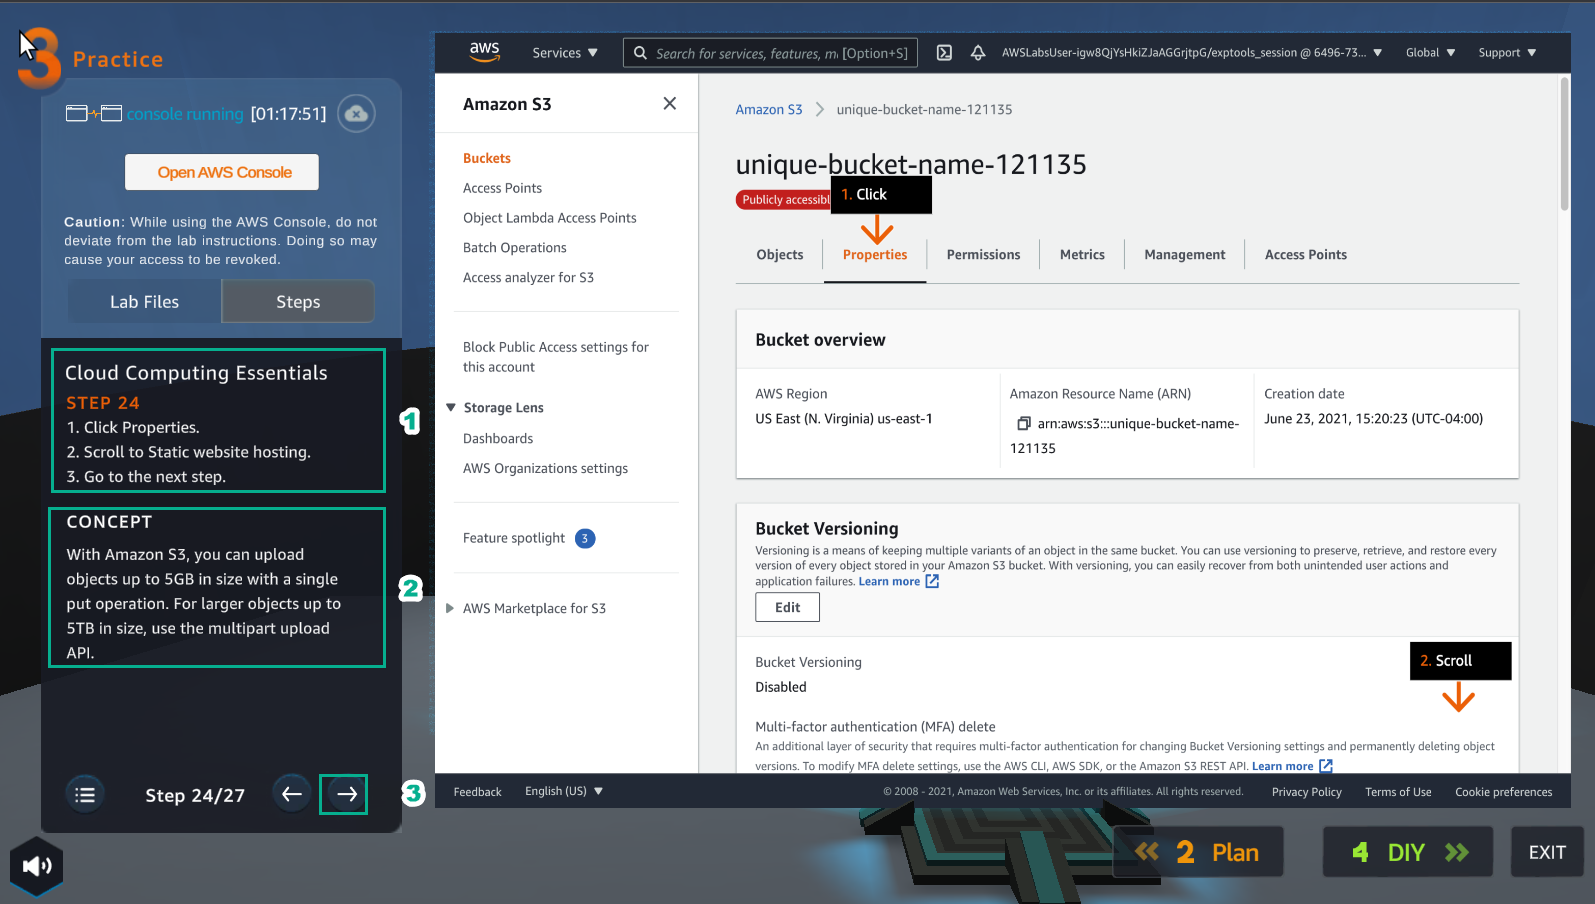 3 Practice
console running [01:17:51]
Open AWS Console
Caution: While using the AWS Console, do not
deviate from the lab instructions. Doing so may
cause your access to be revoked.
Lab Files
Steps
Cloud Computing Essentials
STEP 24
1. Click Properties.
2. Scroll to Static website hosting.
3. Go to the next step.
1
CONCEPT
With Amazon S3, you can upload
objects up to 5GB in size with a single
put operation. For larger objects up to
5TB in size, use the multipart upload
API.
2
Step 24/27
3
aws
Services
Search for services, features, m [Option+S]
AWSLabsUser-igw8QjYsHkiZJaAGGrjtpG/exptools_session @ 6496-73...
Global
Support
Amazon S3
Buckets
Access Points
Object Lambda Access Points
Batch Operations
Access analyzer for S3
Block Public Access settings for
this account
Storage Lens
Dashboards
AWS Organizations settings
Feature spotlight 3
AWS Marketplace for S3
Amazon S3 > unique-bucket-name-121135
unique-bucket-name-121135
Publicly accessibl
1. Click
Objects
Properties
Permissions
Metrics
Management
Access Points
Bucket overview
AWS Region
US East (N. Virginia) us-east-1
Amazon Resource Name (ARN)
arn:aws:s3:::unique-bucket-name-
121135
Creation date
June 23, 2021, 15:20:23 (UTC-04:00)
Bucket Versioning
Versioning is a means of keeping multiple variants of an object in the same bucket. You can use versioning to preserve, retrieve, and restore every
version of every object stored in your Amazon S3 bucket. With versioning, you can easily recover from both unintended user actions and
application failures. Learn more
Edit
Bucket Versioning
Disabled
2. Scroll
Multi-factor authentication (MFA) delete
An additional layer of security that requires multi-factor authentication for changing Bucket Versioning settings and permanently deleting object
versions. To modify MFA delete settings, use the AWS CLI, AWS SDK, or the Amazon S3 REST API. Learn more
Feedback
English (US)
© 2008 - 2021, Amazon Web Services, Inc. or its affiliates. All rights reserved.
Privacy Policy
Terms of Use
Cookie preferences
2 Plan
4 DIY
EXIT